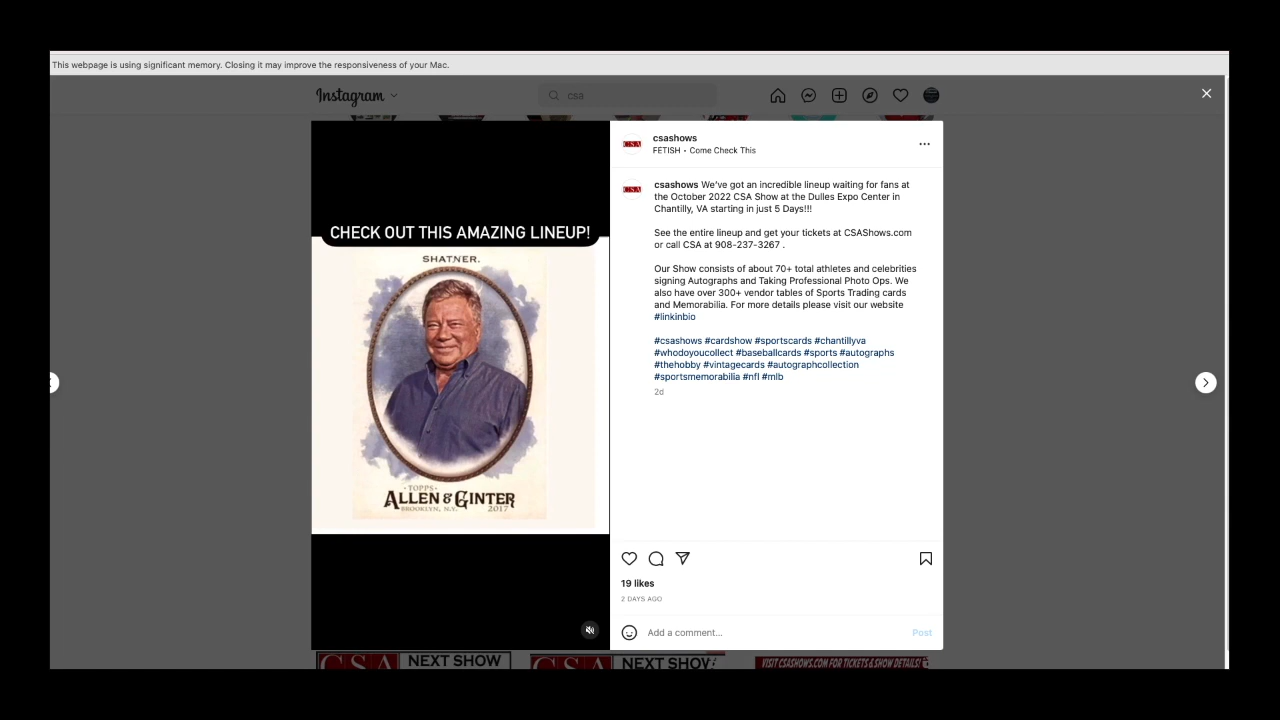 This webpage is using significant memory. Closing it may improve the responsiveness of your Mac.
Instagram
csa
csashows
FETISH • Come Check This
CHECK OUT THIS AMAZING LINEUP!
SHATNER.
·TOPPS·
ALLEN & GINTER
BROOKLYN, N.Y. 2017
CSA
CSA
csashows We've got an incredible lineup waiting for fans at
the October 2022 CSA Show at the Dulles Expo Center in
Chantilly, VA starting in just 5 Days!!!
See the entire lineup and get your tickets at CSAShows.com
or call CSA at 908-237-3267 .
Our Show consists of about 70+ total athletes and celebrities
signing Autographs and Taking Professional Photo Ops. We
also have over 300+ vendor tables of Sports Trading cards
and Memorabilia. For more details please visit our website
#linkinbio
#csashows #cardshow #sportscards #chantillyva
#whodoyoucollect #baseballcards #sports #autographs
#thehobby #vintagecards #autographcollection
#sportsmemorabilia #nfl #mlb
2d
19 likes
2 DAYS AGO
Add a comment...
Post
CSA NEXT SHOW
CSA NEXT SHOW
VISIT CSASHOWS.COM FOR TICKETS & SHOW DETAILS!